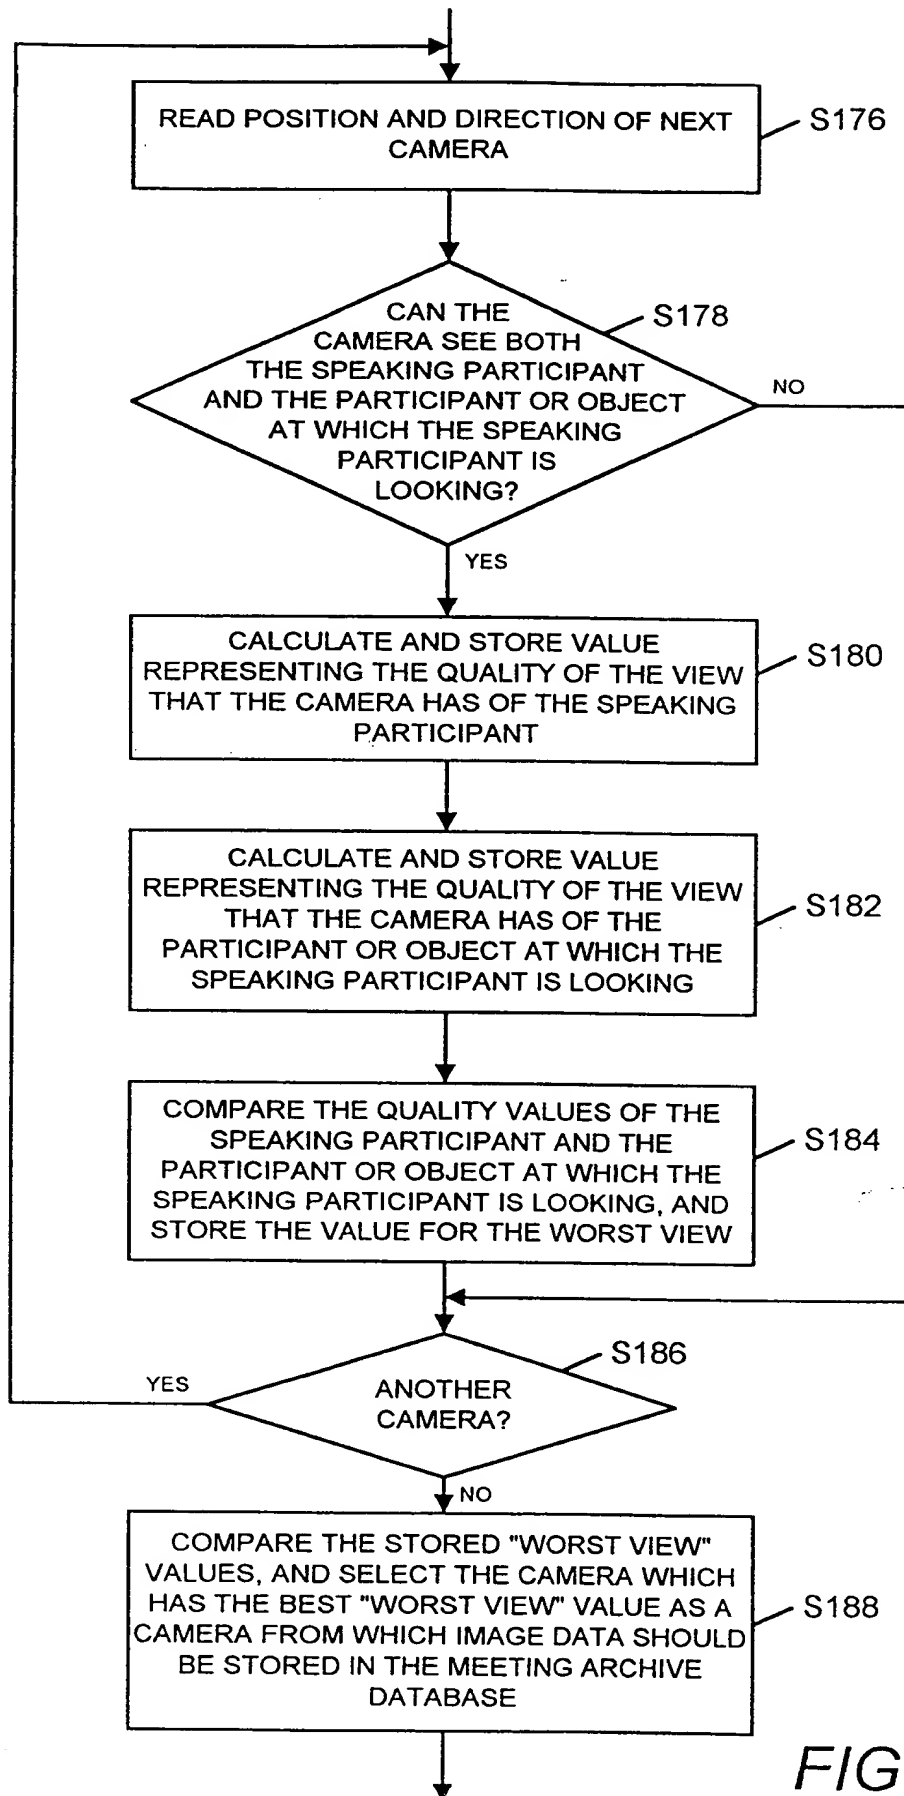 READ POSITION AND DIRECTION OF NEXT
CAMERA
S176
CAN THE
CAMERA SEE BOTH
THE SPEAKING PARTICIPANT
AND THE PARTICIPANT OR OBJECT
AT WHICH THE SPEAKING
PARTICIPANT IS
LOOKING?
S178
NO
YES
CALCULATE AND STORE VALUE
REPRESENTING THE QUALITY OF THE VIEW
THAT THE CAMERA HAS OF THE SPEAKING
PARTICIPANT
S180
CALCULATE AND STORE VALUE
REPRESENTING THE QUALITY OF THE VIEW
THAT THE CAMERA HAS OF THE
PARTICIPANT OR OBJECT AT WHICH THE
SPEAKING PARTICIPANT IS LOOKING
S182
COMPARE THE QUALITY VALUES OF THE
SPEAKING PARTICIPANT AND THE
PARTICIPANT OR OBJECT AT WHICH THE
SPEAKING PARTICIPANT IS LOOKING, AND
STORE THE VALUE FOR THE WORST VIEW
S184
S186
YES
ANOTHER
CAMERA?
NO
COMPARE THE STORED "WORST VIEW"
VALUES, AND SELECT THE CAMERA WHICH
HAS THE BEST "WORST VIEW" VALUE AS A
CAMERA FROM WHICH IMAGE DATA SHOULD
BE STORED IN THE MEETING ARCHIVE
DATABASE
S188
FIG